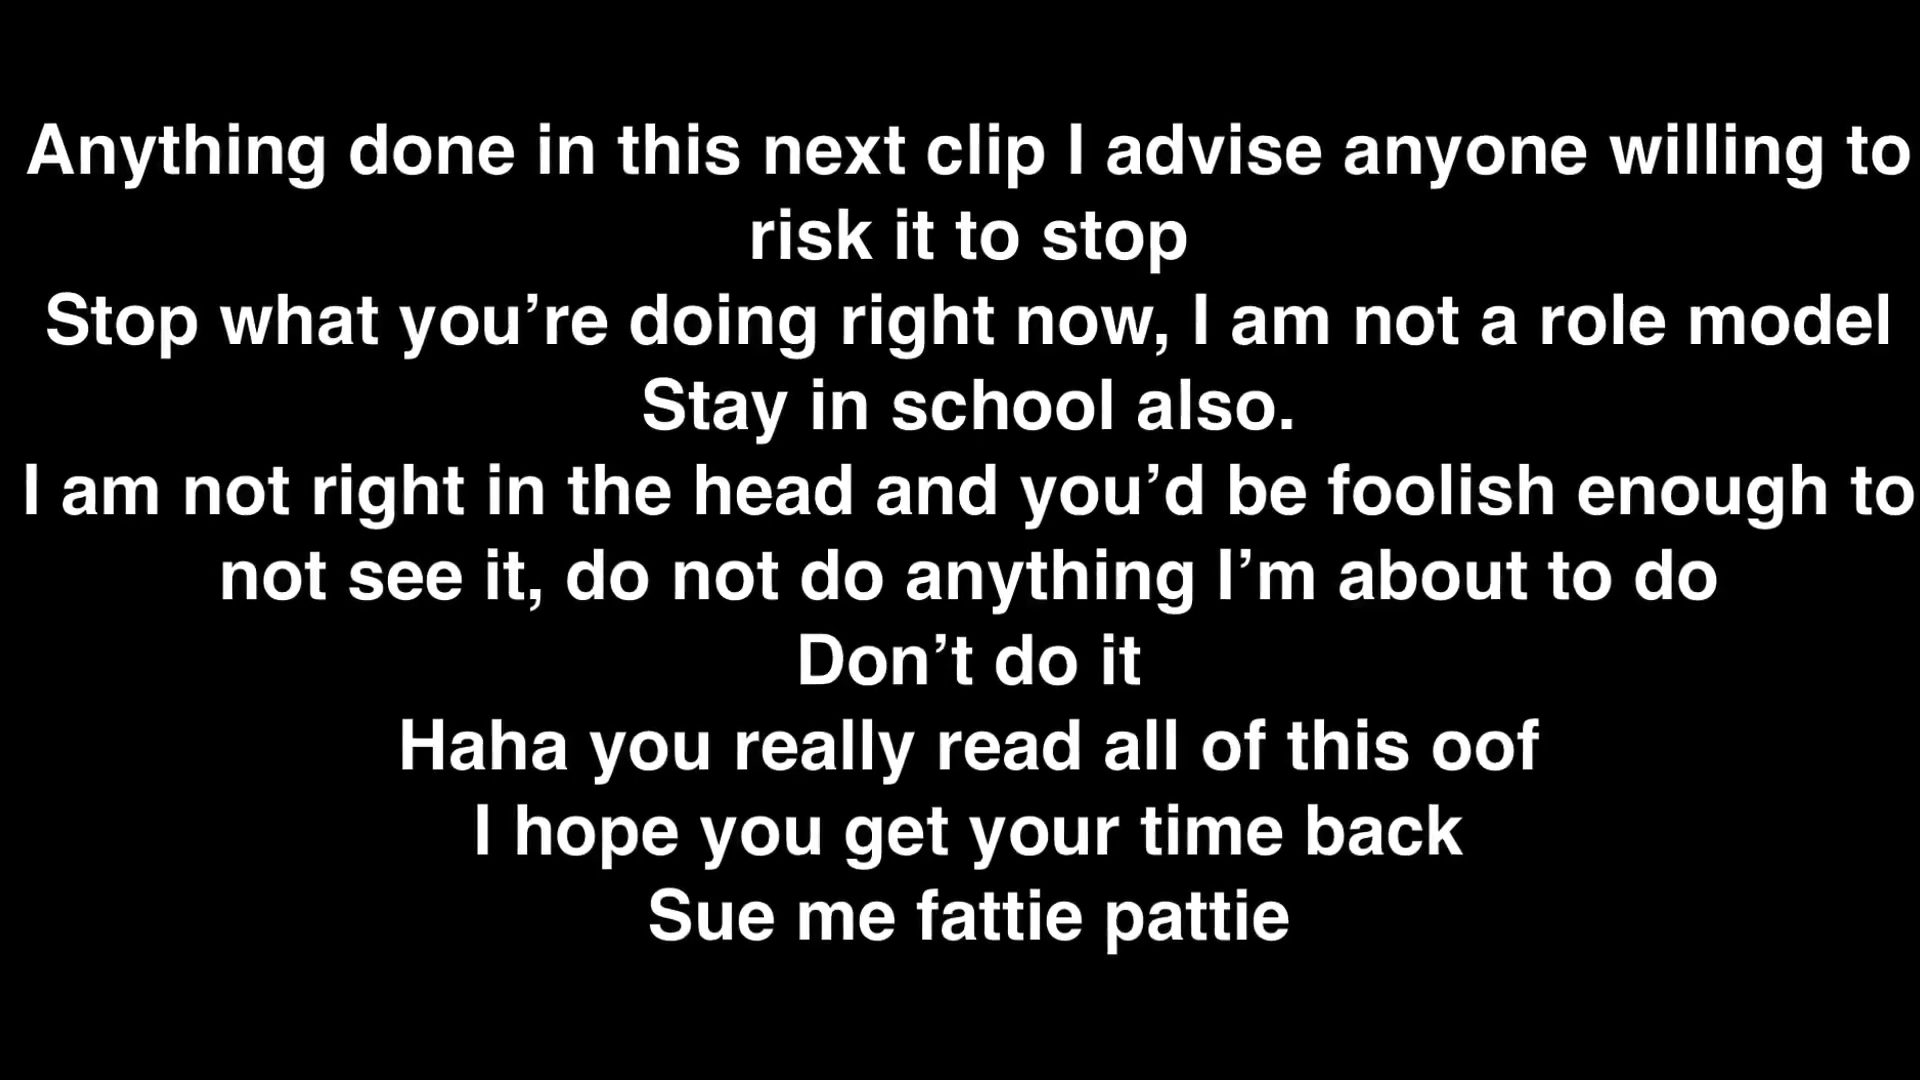 Anything done in this next clip I advise anyone willing to
risk it to stop
Stop what you’re doing right now, I am not a role model
Stay in school also.
I am not right in the head and you’d be foolish enough to
not see it, do not do anything I’m about to do
Don’t do it
Haha you really read all of this oof
I hope you get your time back
Sue me fattie pattie